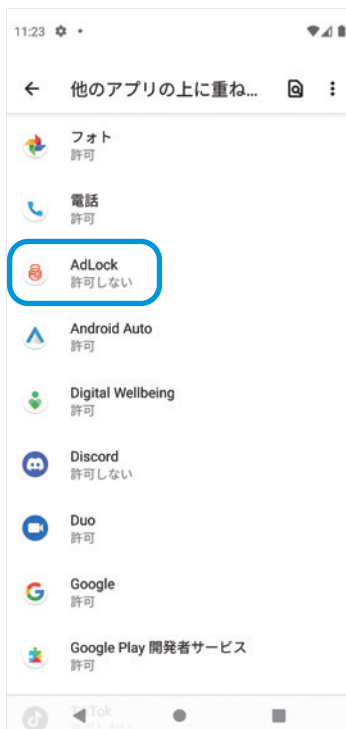 11:23
他のアプリの上に重ね...
フォト
許可
電話
許可
AdLock
許可しない
Android Auto
許可
Digital Wellbeing
許可
Discord
許可しない
Duo
許可
Google
許可
Google Play 開発者サービス
許可
TikTok